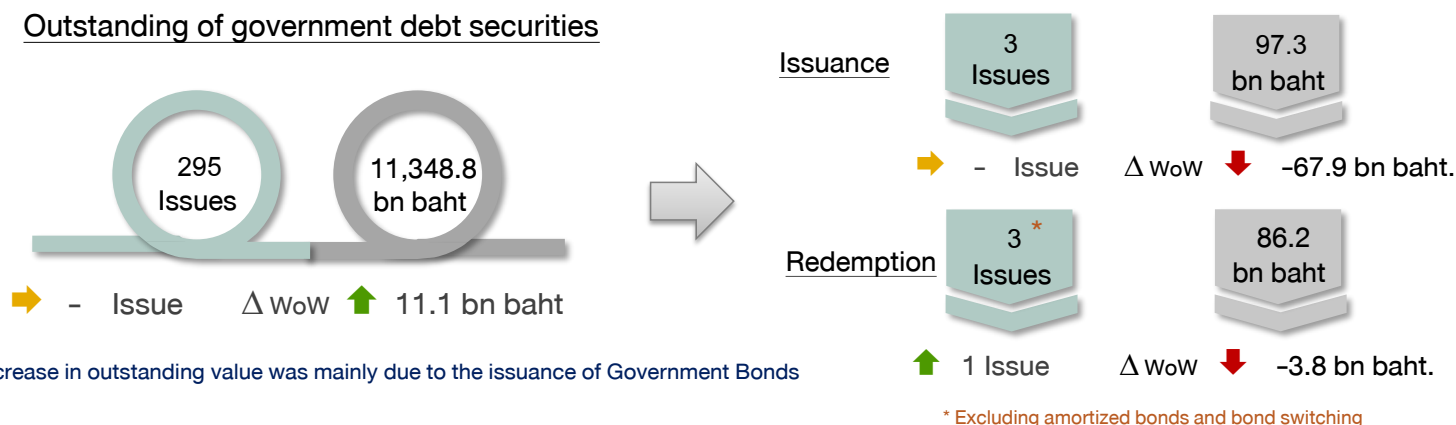 Outstanding of government debt securities
295
Issues
11,348.8
bn baht
- Issue
Δ WoW
11.1 bn baht
crease in outstanding value was mainly due to the issuance of Government Bonds
Issuance
3
Issues
97.3
bn baht
- Issue
Δ WoW
-67.9 bn baht.
Redemption
3 *
Issues
86.2
bn baht
1 Issue
Δ WoW
-3.8 bn baht.
* Excluding amortized bonds and bond switching